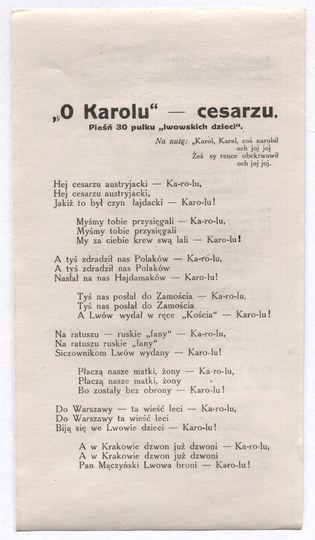 „O Karolu“ — cesarzu.
Pieśń 30 pułku „lwowskich dzieci“.
Na nutę: „Karol, Karol, coś narobił
och joj joj
Żeś sy rence obekrwawił
och joj joj.
Hej cesarzu austryjacki — Ka-ro-lu,
Hej cesarzu austryjacki,
Jakiż to był czyn łajdacki — Karo-lu!
Myśmy tobie przysięgali — Ka-ro-lu,
Myśmy tobie przysięgali
My za ciebie krew swą lali — Karo-lu!
A tyś zdradził nas Polaków — Ka-ro-lu,
A tyś zdradził nas Polaków
Nasłał na nas Hajdamaków — Karo-lu!
Tyś nas posłał do Zamościa — Ka-ro-lu,
Tyś nas posłał do Zamościa
A Lwów wydał w ręce „Kościa“ — Karo-lu!
Na ratuszu — ruskie „fany“ — Ka-ro-lu,
Na ratuszu ruskie „fany“
Siczownikom Lwów wydany — Karo-lu!
Płaczą nasze matki, żony — Ka-ro-lu,
Płaczą nasze matki, żony
Bo zostały bez obrony — Karo-lu!
Do Warszawy — ta wieść leci — Ka-ro-lu,
Do Warszawy ta wieść leci
Biją się we Lwowie dzieci — Karo-lu!
A w Krakowie dzwon już dzwoni — Ka-ro-lu,
A w Krakowie dzwon już dzwoni
Pan Mączyński Lwowa broni — Karo-lu!